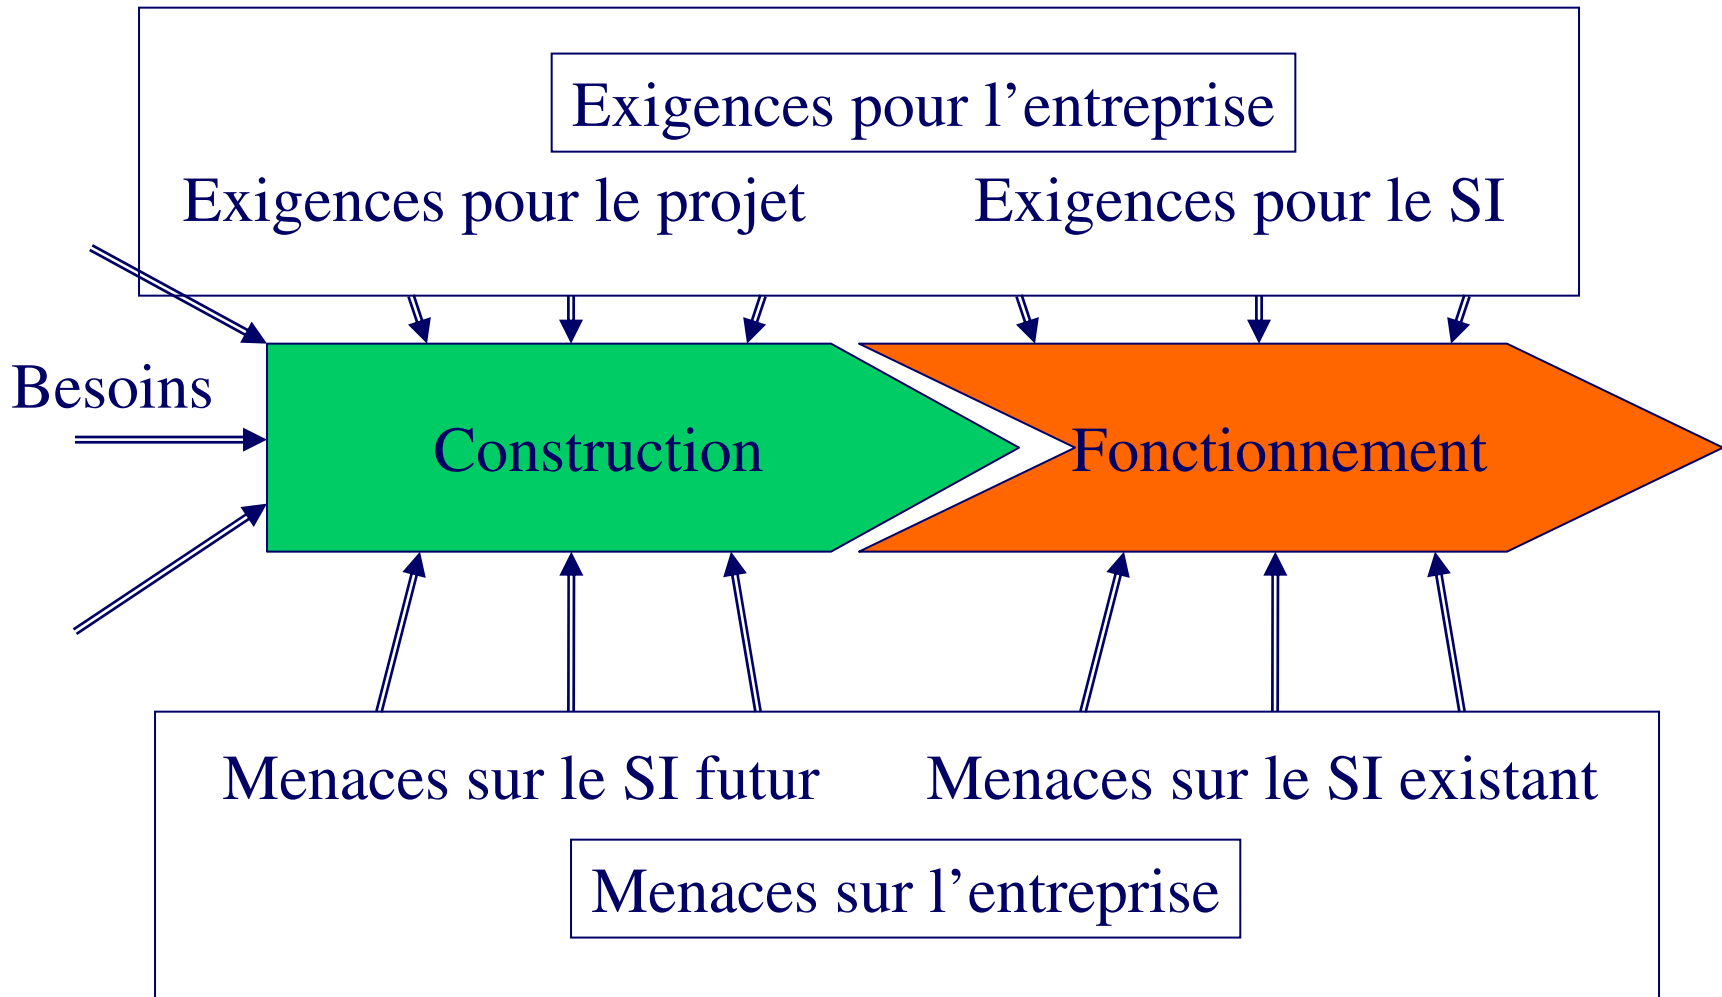 Exigences pour l’entreprise
Exigences pour le projet
Exigences pour le SI
Besoins
Construction
Fonctionnement
Menaces sur le SI futur
Menaces sur le SI existant
Menaces sur l’entreprise